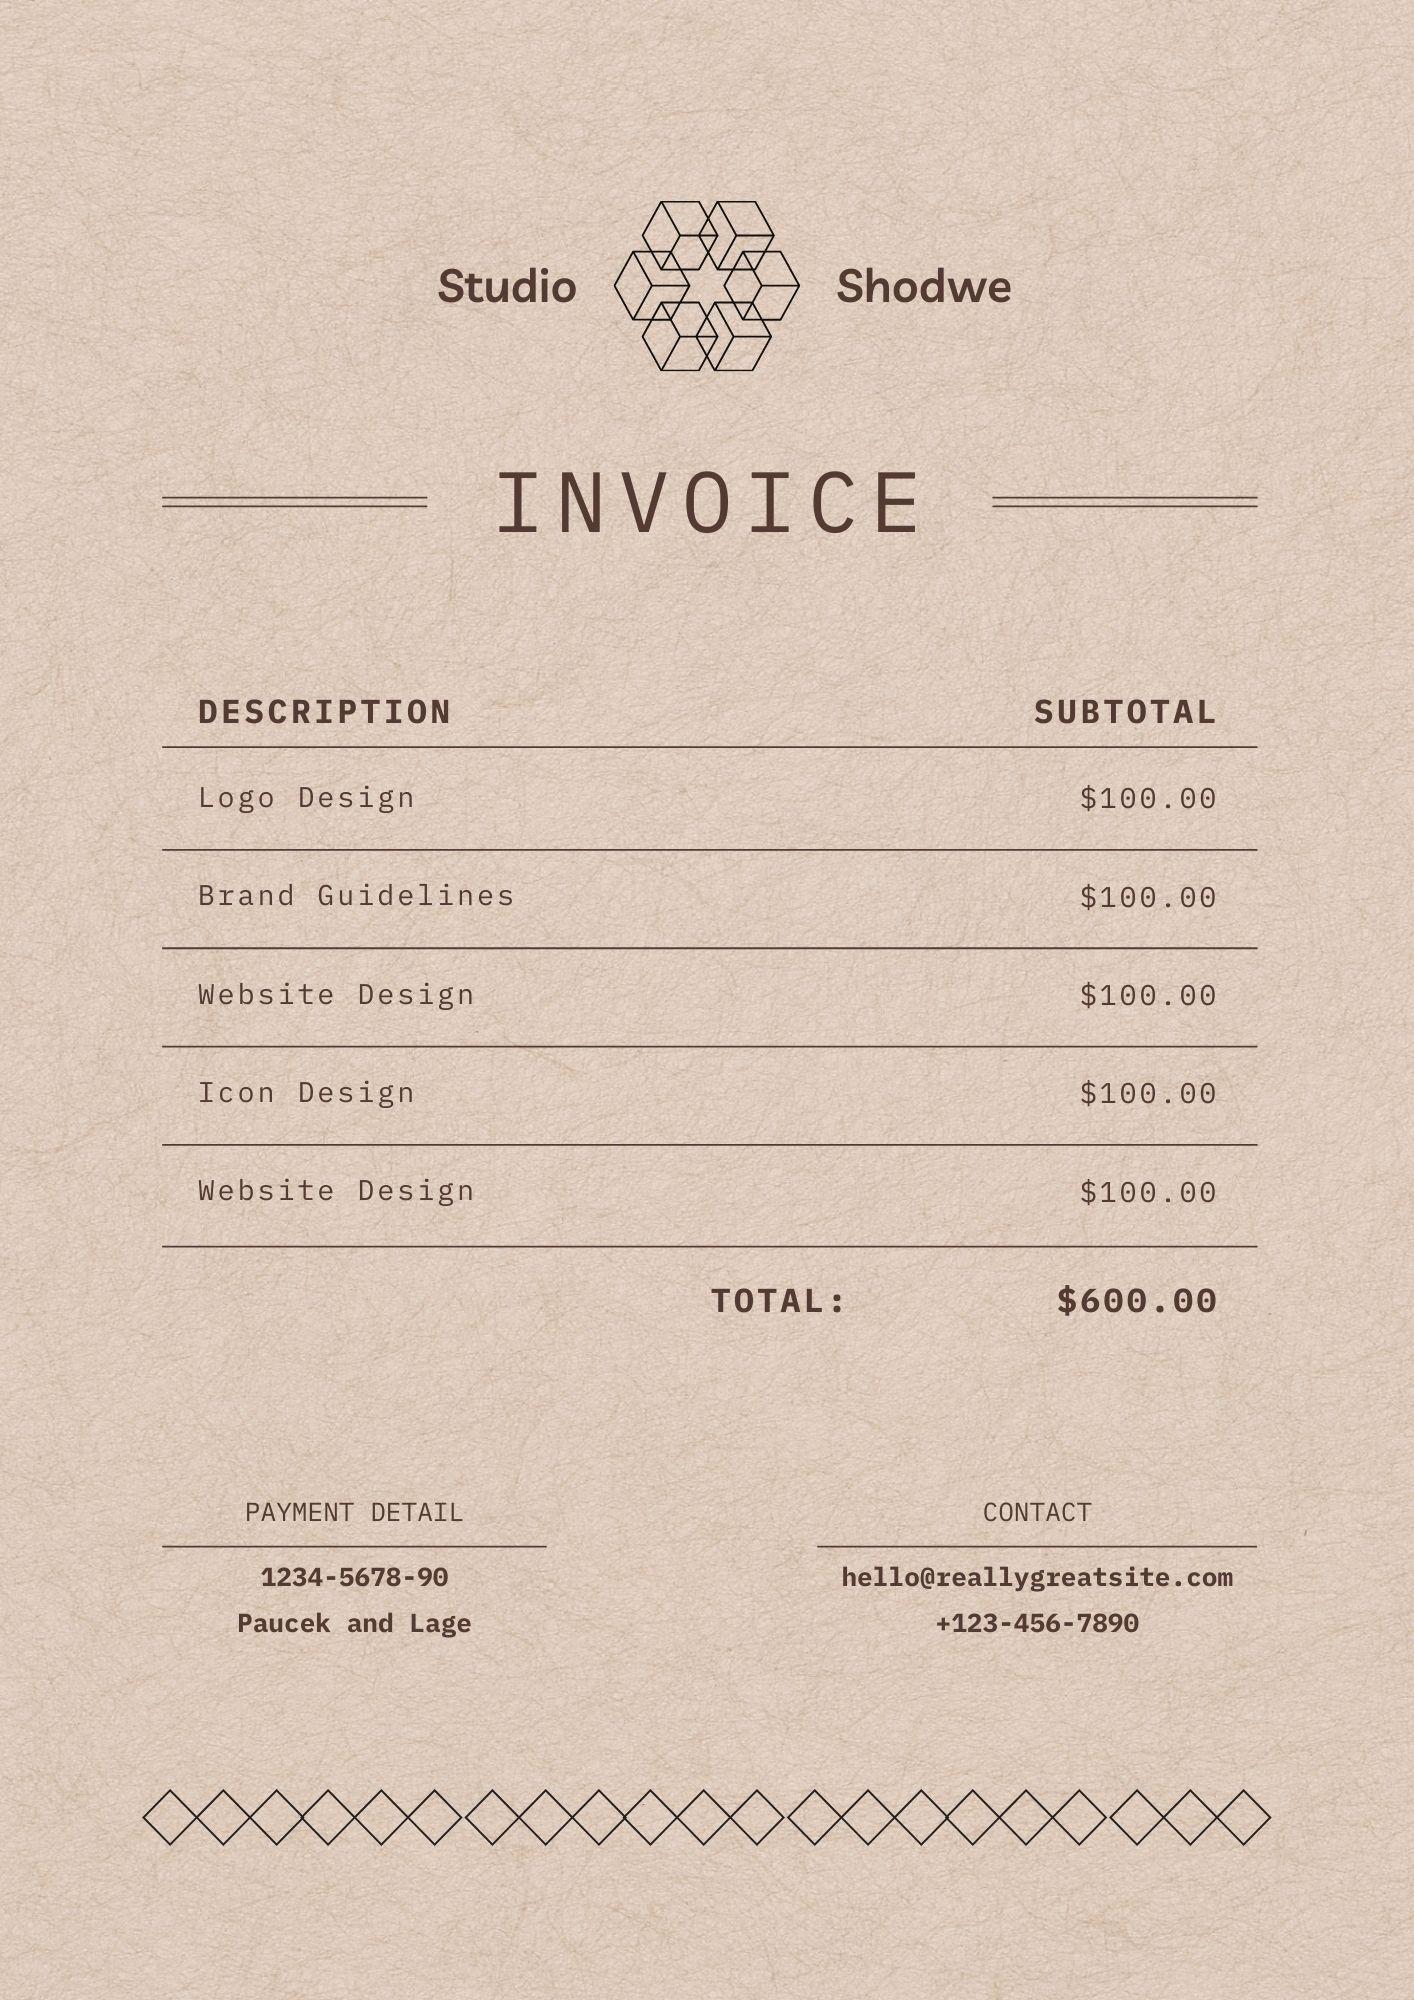 Studio Shodwe
INVOICE
DESCRIPTION SUBTOTAL
Logo Design $100.00
Brand Guidelines $100.00
Website Design $100.00
Icon Design $100.00
Website Design $100.00
TOTAL: $600.00
PAYMENT DETAIL
1234-5678-90
Paucek and Lage
CONTACT
hello@reallygreatsite.com
+123-456-7890